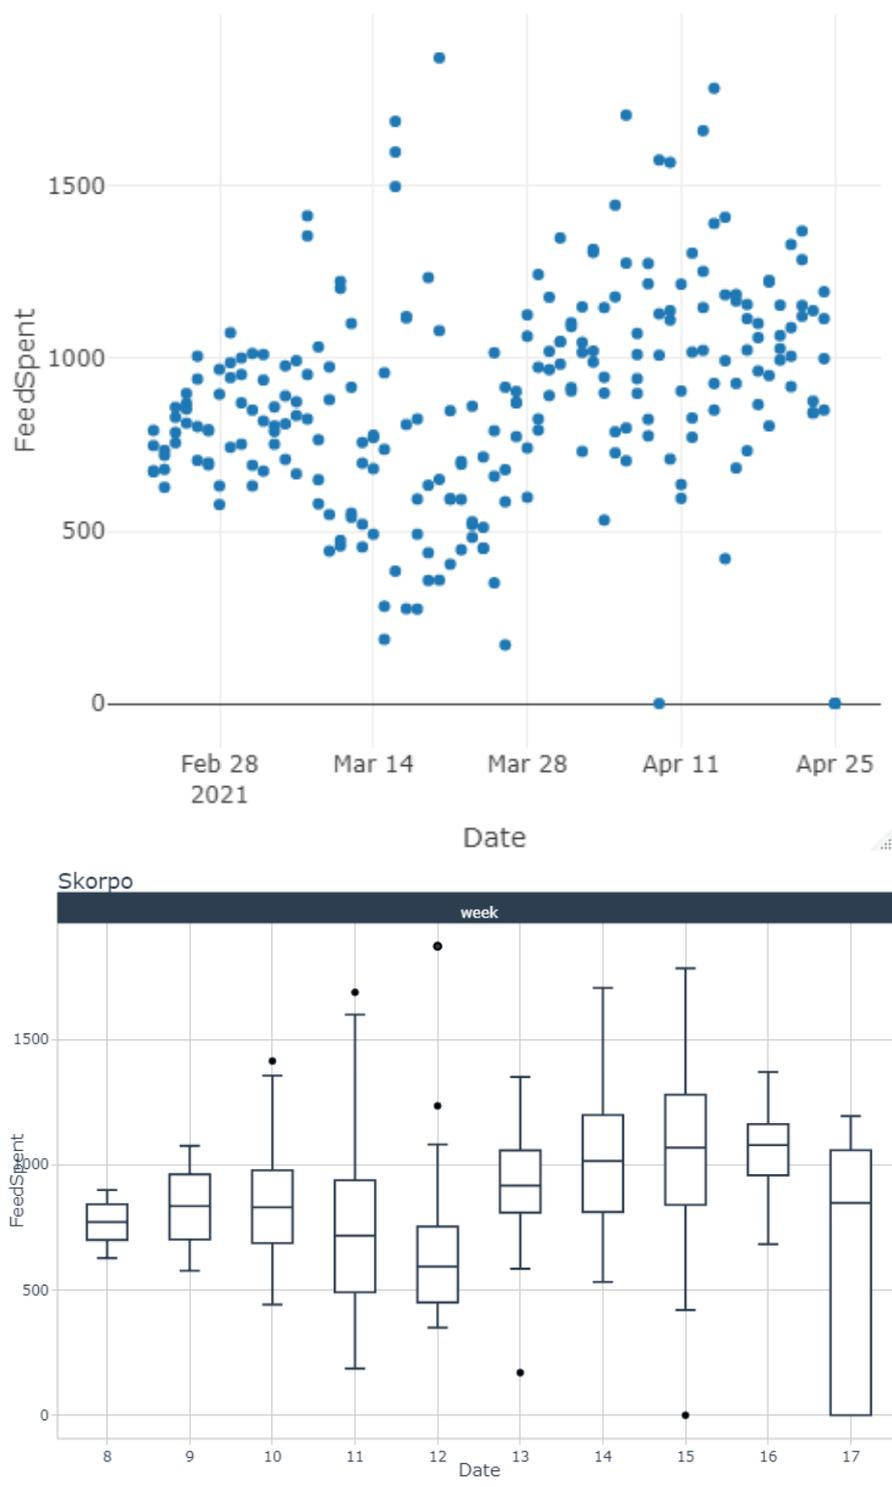 1500
1000
500
0
FeedSpent
Feb 28
2021
Mar 14
Mar 28
Apr 11
Apr 25
Date
Skorpo
week
1500
1000
500
0
FeedSpent
8 9 10 11 12 13 14 15 16 17
Date